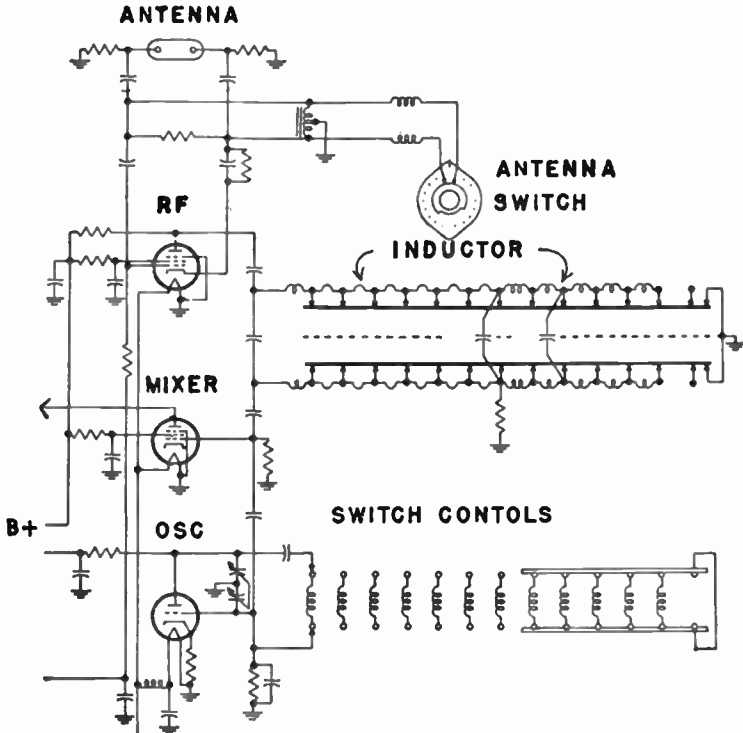 ANTENNA
ANTENNA
SWITCH
RF
INDUCTOR
MIXER
B+
OSC
SWITCH CONTOLS